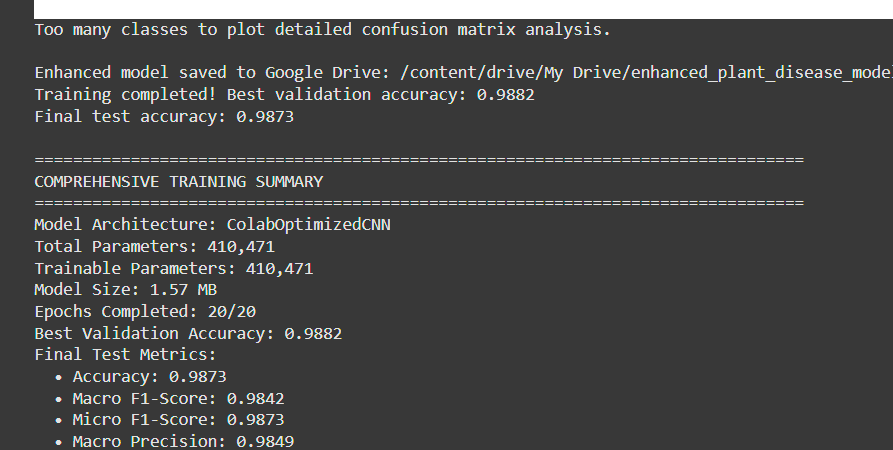 Too many classes to plot detailed confusion matrix analysis.
Enhanced model saved to Google Drive: /content/drive/My Drive/enhanced_plant_disease_model
Training completed! Best validation accuracy: 0.9882
Final test accuracy: 0.9873
================================================================================
COMPREHENSIVE TRAINING SUMMARY
================================================================================
Model Architecture: ColabOptimizedCNN
Total Parameters: 410,471
Trainable Parameters: 410,471
Model Size: 1.57 MB
Epochs Completed: 20/20
Best Validation Accuracy: 0.9882
Final Test Metrics:
• Accuracy: 0.9873
• Macro F1-Score: 0.9842
• Micro F1-Score: 0.9873
• Macro Precision: 0.9849